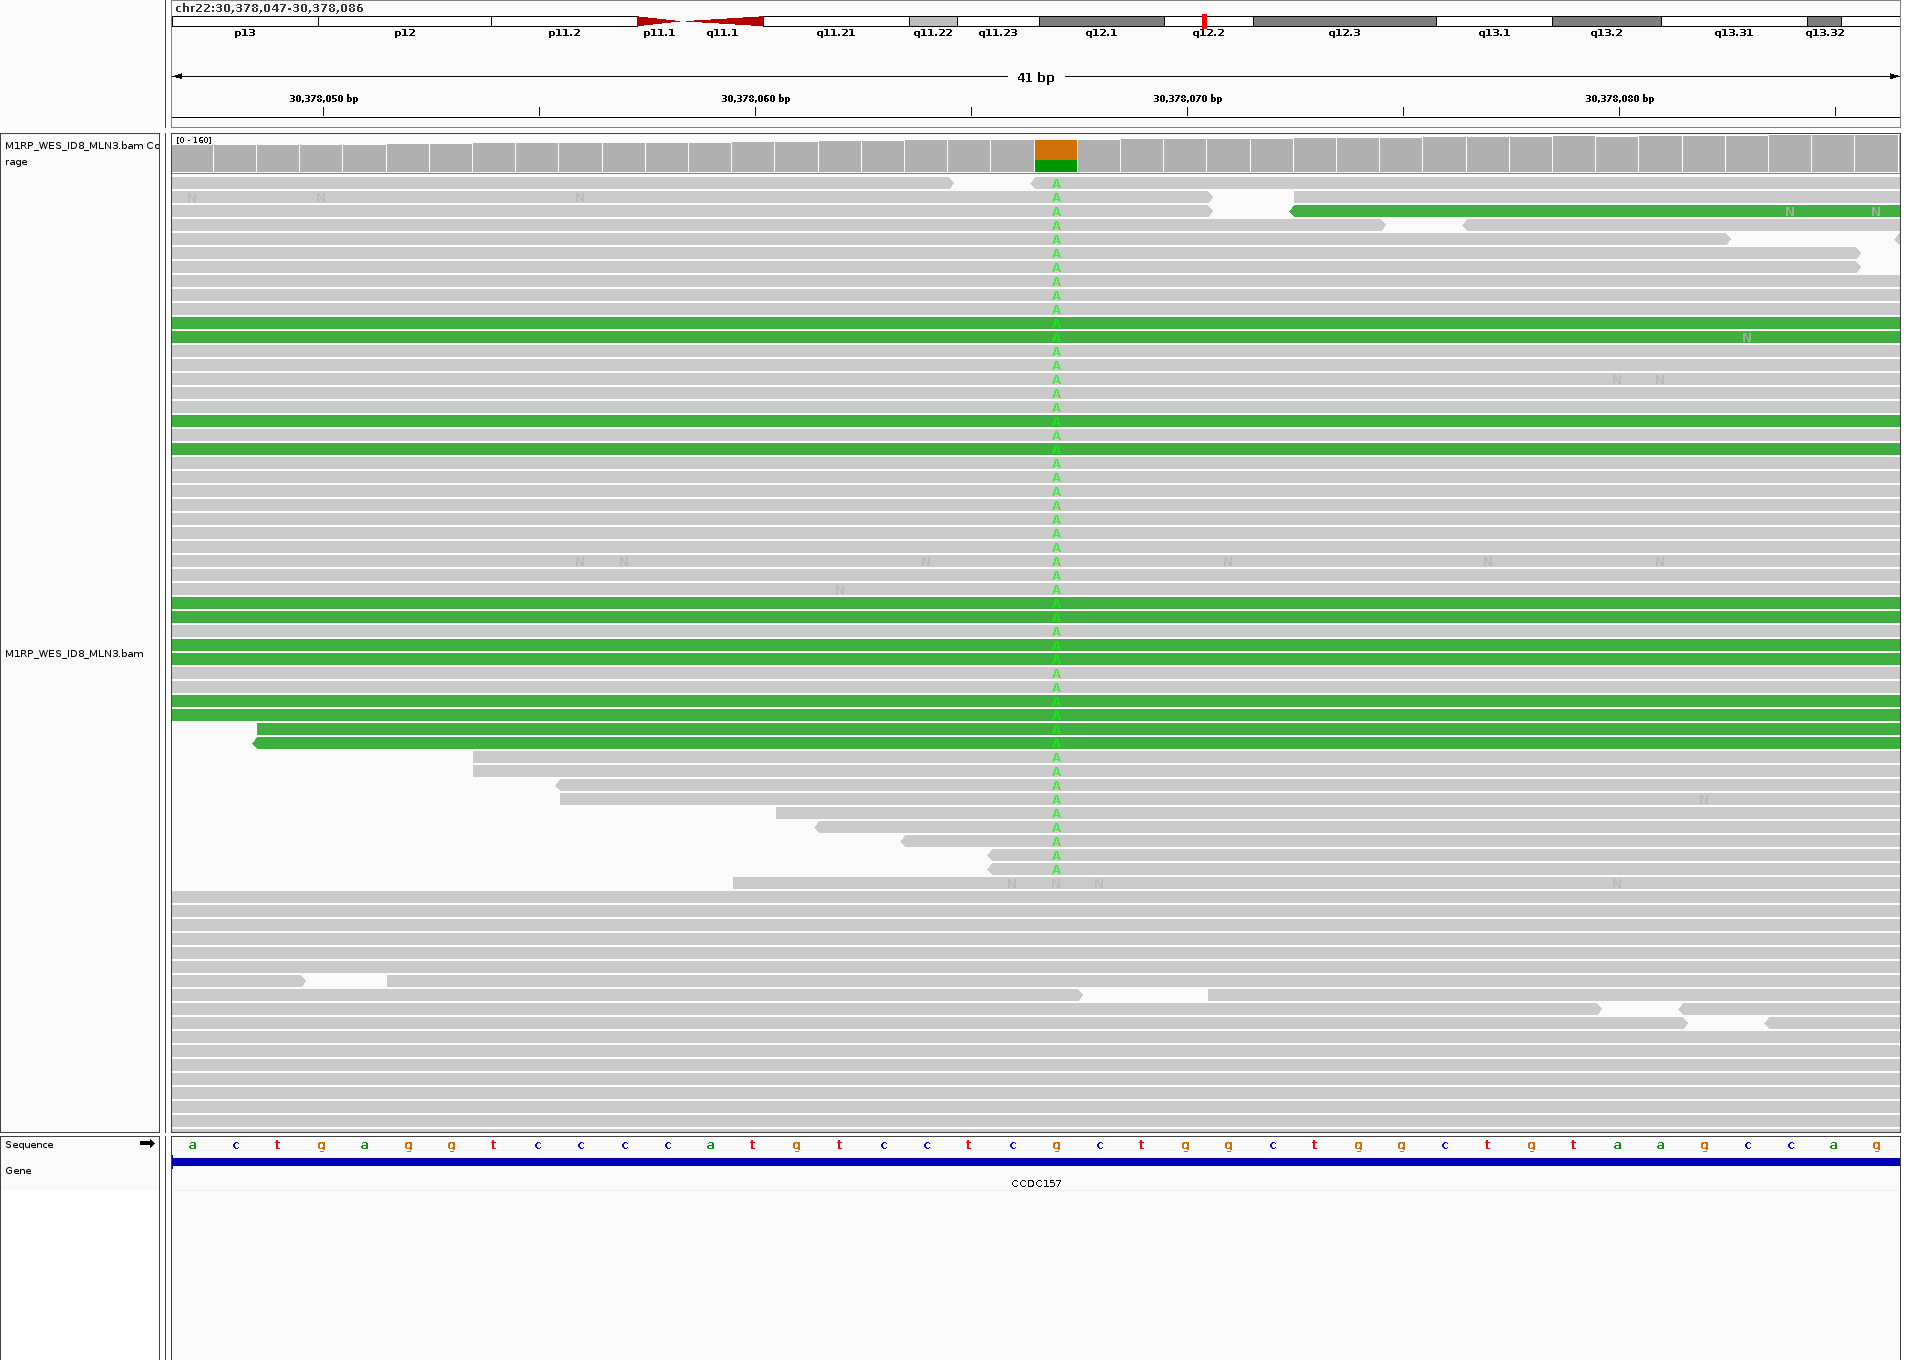 chr22:30,378,047-30,378,086
p13 p12 p11.2 p11.1 q11.1 q11.21 q11.22 q11.23 q12.1 q12.2 q12.3 q13.1 q13.2 q13.31 q13.32
41 bp
30,378,050 bp 30,378,060 bp 30,378,070 bp 30,378,080 bp
M1RP_WES_ID8_MLN3.bam Co
rage
[0 - 160]
A
N N N A
A N N
A
A
A
A
A
A
A
A
A N
A
A
A N N
A
A
A
A
A
A
A
A
A
A
A
A
N N N A N N N
A
N A
A
A
A
A
M1RP_WES_ID8_MLN3.bam A
A
A
A
A
A
A
A
A
A
A N
A
A
A
A
A
N N N N
Sequence a c t g a g g t c c c c a t g t c c t c g c t g g c t g g c t g t a a g c c a g
Gene
CCDC157